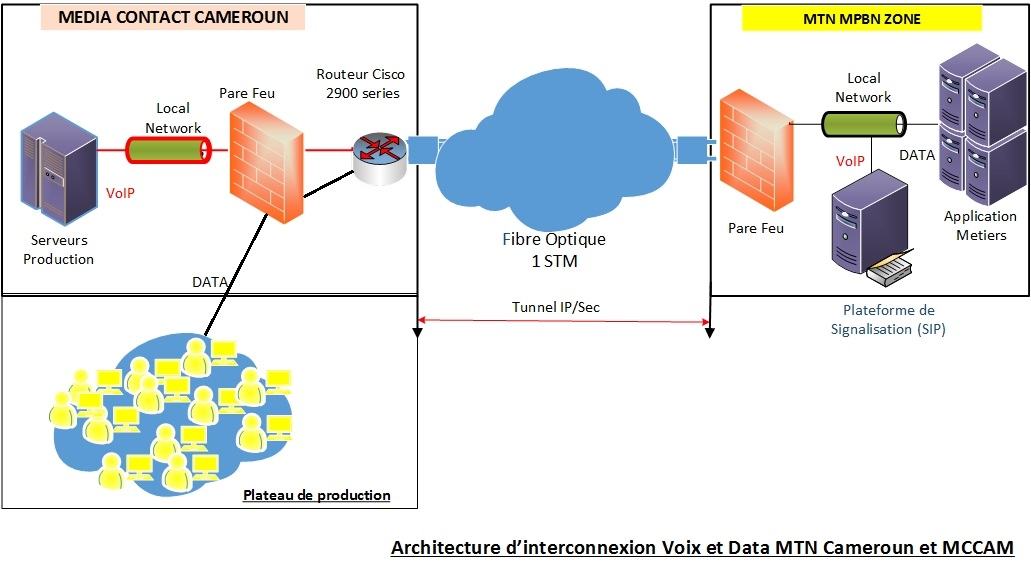 MEDIA CONTACT CAMEROUN
MTN MPBN ZONE
Routeur Cisco
2900 series
Pare Feu
Local
Network
VoIP
Serveurs
Production
DATA
Fibre Optique
1 STM
Tunnel IP/Sec
Local
Network
VoIP
DATA
Pare Feu
Application
Metiers
Plateforme de
Signalisation (SIP)
Plateau de production
Architecture d’interconnexion Voix et Data MTN Cameroun et MCCAM